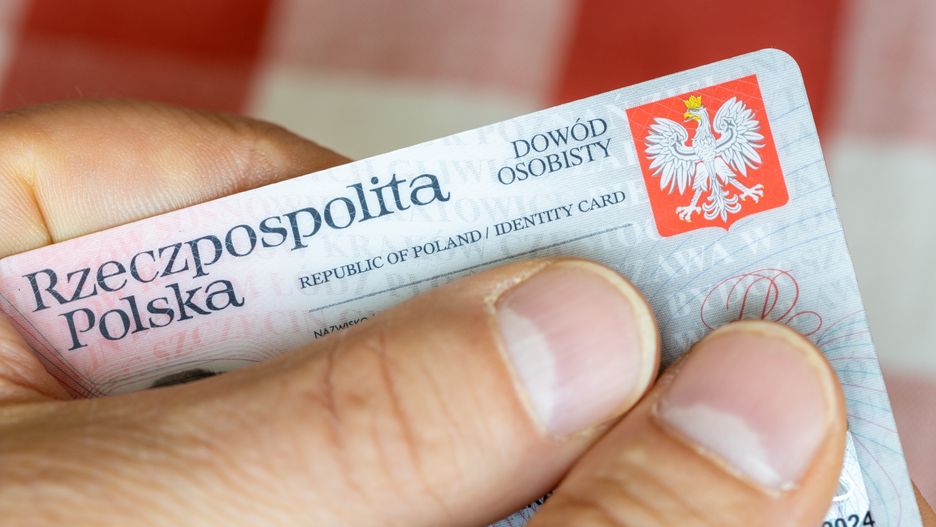 Rzeczpospolita
Polska
DOWÓD
OSOBISTY
REPUBLIC OF POLAND / IDENTITY CARD
NAZWISKO
2024